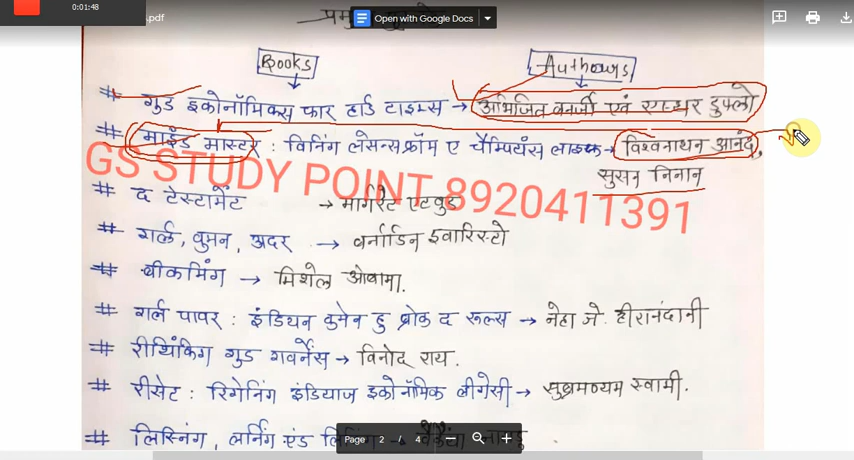 0:01:48
.pdf
प्रमु
Open with Google Docs
Books
Authours
# गुड इकोनॉमिक्स फार हार्ड टाइम्स → अभिजित बनर्जी एवं एस्थर डुफ्लो
# माइंड मास्टर : विनिंग लेसन्स फ्रॉम ए चैम्पियंस लाइफ → विश्वनाथन आनंद,
सुसन निनान
GS STUDY POINT 8920411391
# द टेस्टामेंट → मार्गरेट एटवुड
# गर्ल, वुमन, अदर → बर्नार्डिन इवारिस्टो
# बीकमिंग → मिशेल ओबामा.
# गर्ल पावर : इंडियन वुमेन हु ब्रोक द रूल्स → नेहा जे. हीरानंदानी
# रीथिंकिंग गुड गवर्नेंस → विनोद राय.
# रीसेट : रिगेनिंग इंडियाज इकोनॉमिक लीगेसी → सुब्रमण्यम स्वामी.
# लिस्निंग, लर्निंग एंड
Page 2 / 4